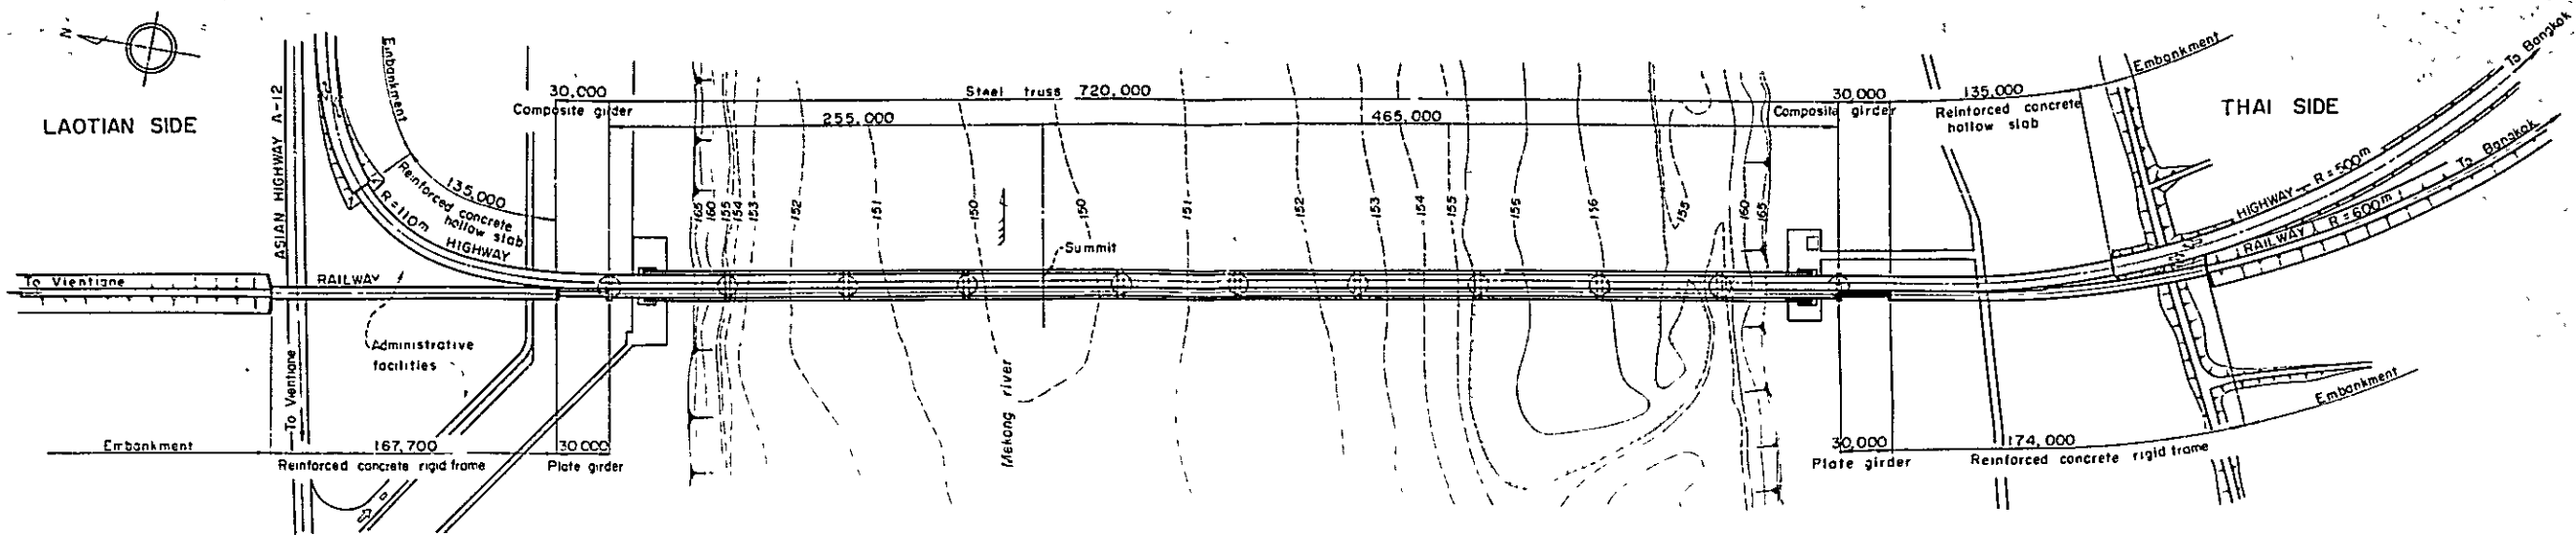 N
LAOTIAN SIDE
ASIAN HIGHWAY A-12
Embankment
30,000
Composite girder
Steel truss 720,000
255,000
465,000
30,000
Composite girder
135,000
Reinforced concrete
hollow slab
Embankment
To Bangkok
THAI SIDE
To Bangkok
135,000
Reinforced concrete
hollow slab
R=110m
HIGHWAY
165
160
155
154
153
152
151
150
150
151
152
153
154
155
155
156
155
160
165
HIGHWAY R=500m
RAILWAY R=600m
Summit
To Vientiane
RAILWAY
Administrative
facilities
To Vientiane
Mekong river
Embankment
167,700
Reinforced concrete rigid frame
30 000
Plate girder
30,000
Plate girder
174,000
Reinforced concrete rigid frame
Embankment